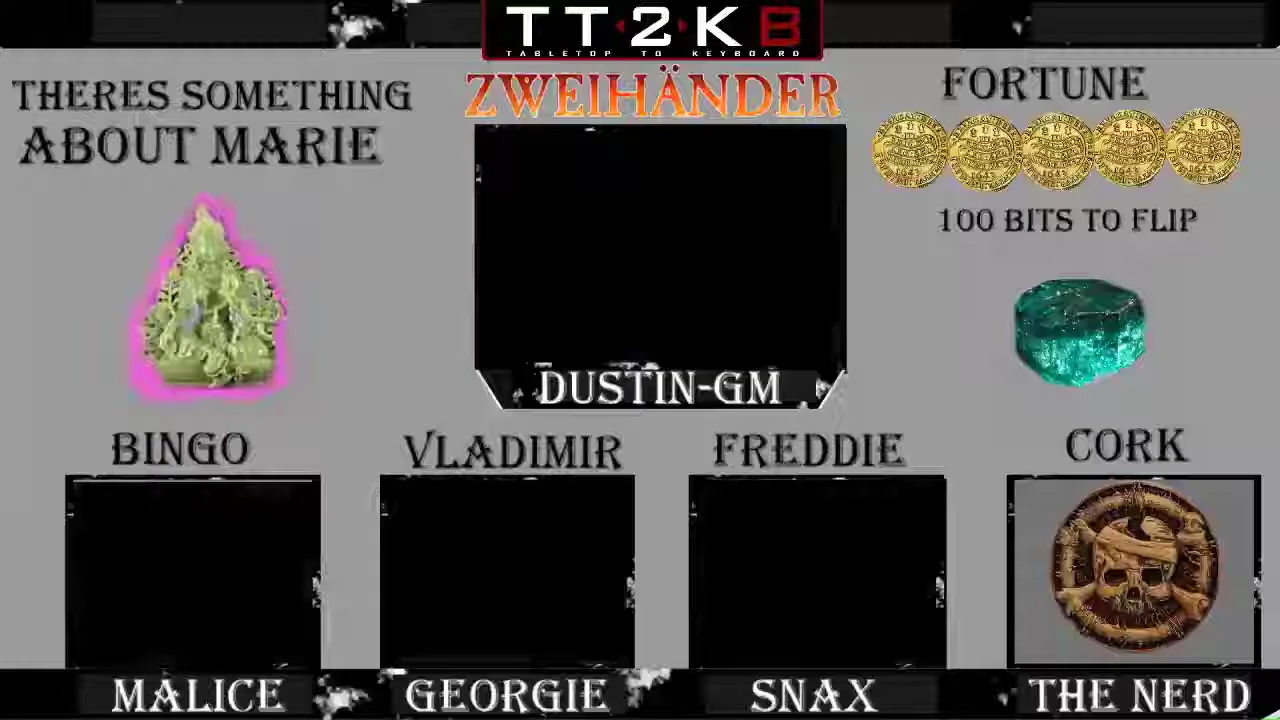 TT2KB
TABLETOP TO KEYBOARD
THERES SOMETHING
ABOUT MARIE
ZWEIHÄNDER
FORTUNE
100 BITS TO FLIP
DUSTIN-GM
BINGO
VLADIMIR
FREDDIE
CORK
MALICE
GEORGIE
SNAX
THE NERD